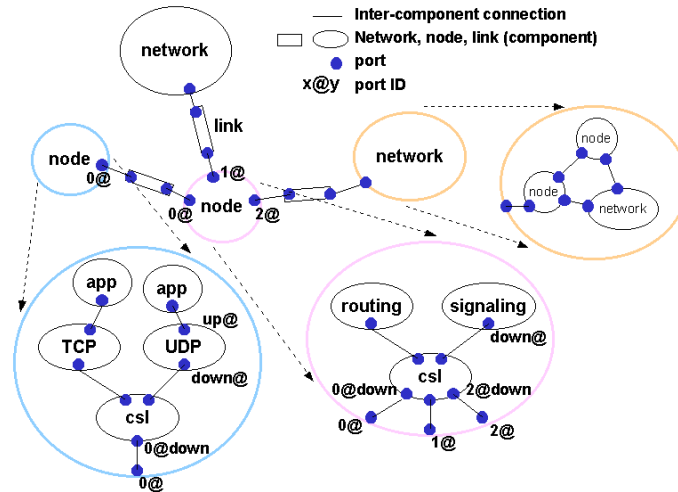 Inter-component connection
network
Network, node, link (component)
port
x@y
port ID
link
node
0@
1@
network
0@
node
2@
node
node
network
app
app
up@
TCP
UDP
down@
csl
0@down
0@
routing
signaling
down@
csl
0@down
2@down
0@
1@
2@